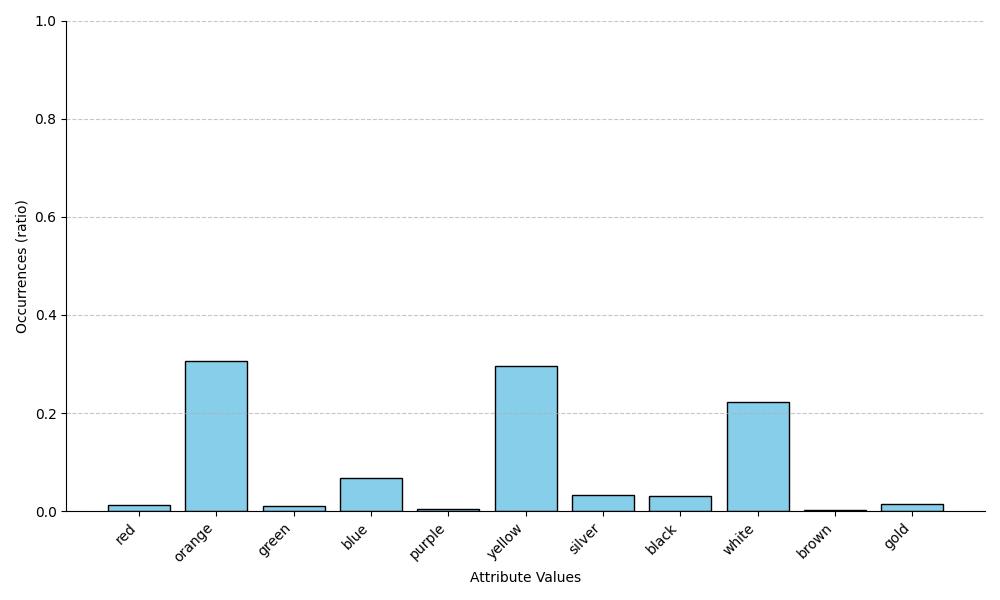 1.0
0.8
0.6
0.4
0.2
0.0
Occurrences (ratio)
red
orange
green
blue
purple
yellow
silver
black
white
brown
gold
Attribute Values